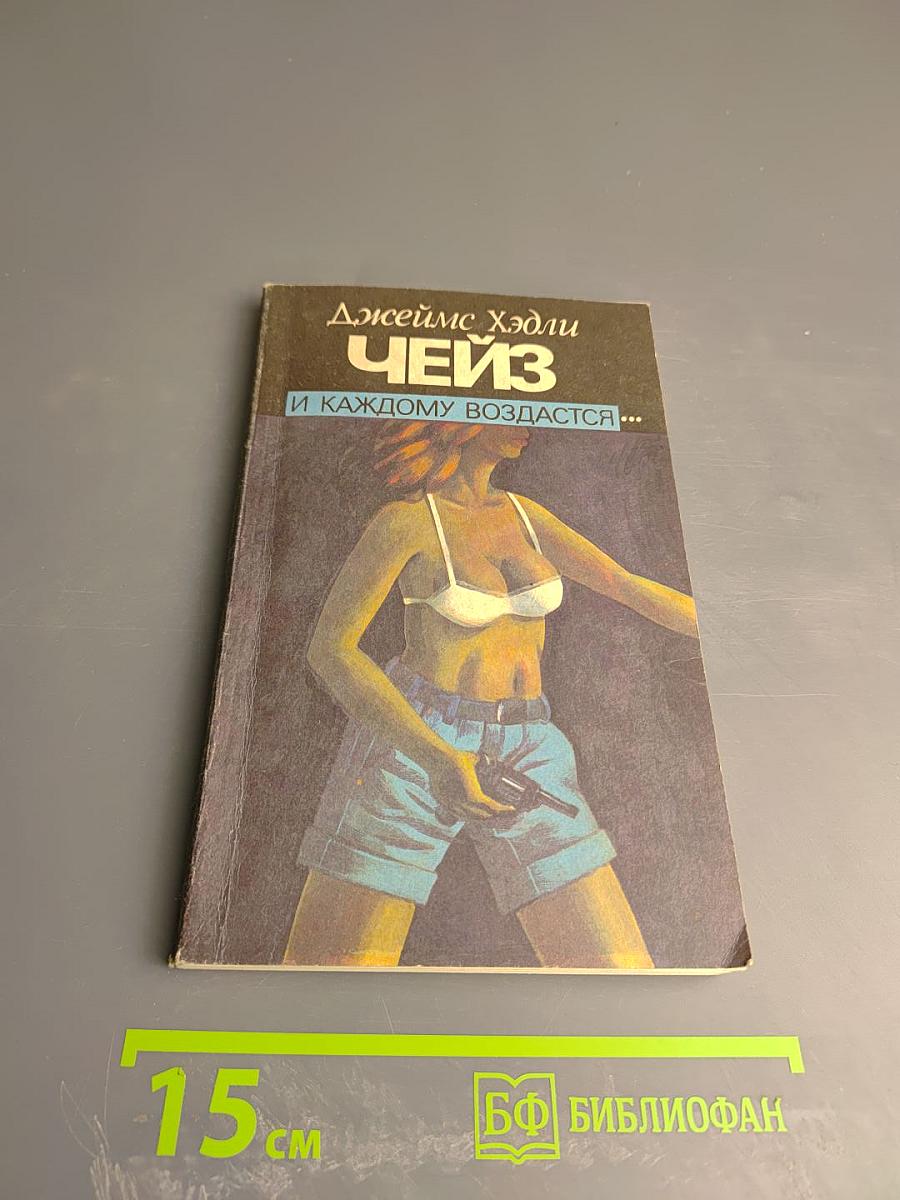 Джеймс Хэдли
ЧЕЙЗ
И КАЖДОМУ ВОЗДАСТСЯ...
15 см
БФ БИБЛИОФАН